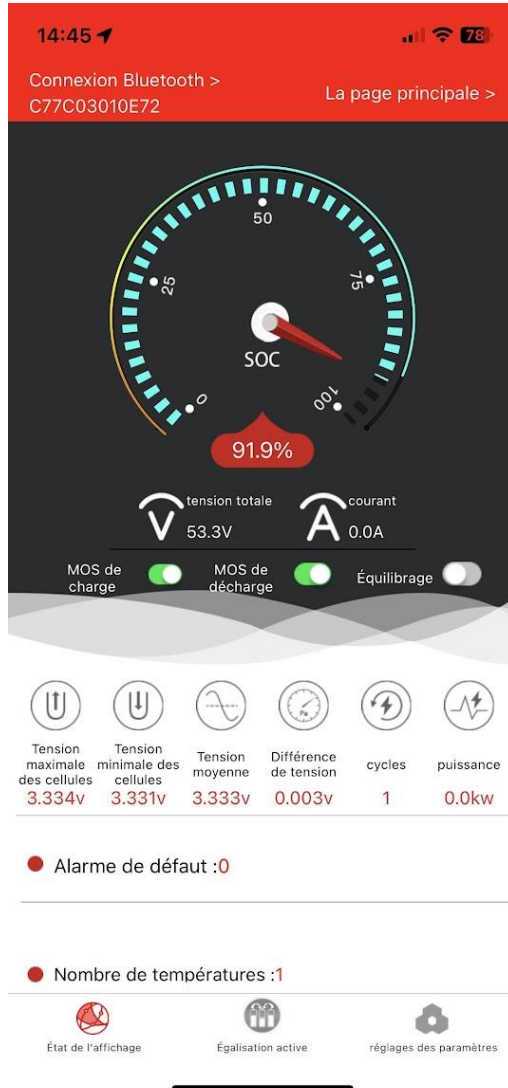 14:45
78
Connexion Bluetooth >
C77C03010E72
La page principale >
0
25
50
75
100
SOC
91.9%
tension totale
V 53.3V
courant
A 0.0A
MOS de
charge
MOS de
décharge
Équilibrage
Tension
maximale
des cellules
3.334v
Tension
minimale des
cellules
3.331v
Tension
moyenne
3.333v
Différence
de tension
0.003v
cycles
1
puissance
0.0kw
Alarme de défaut :0
Nombre de températures :1
État de l'affichage
Égalisation active
réglages des paramètres